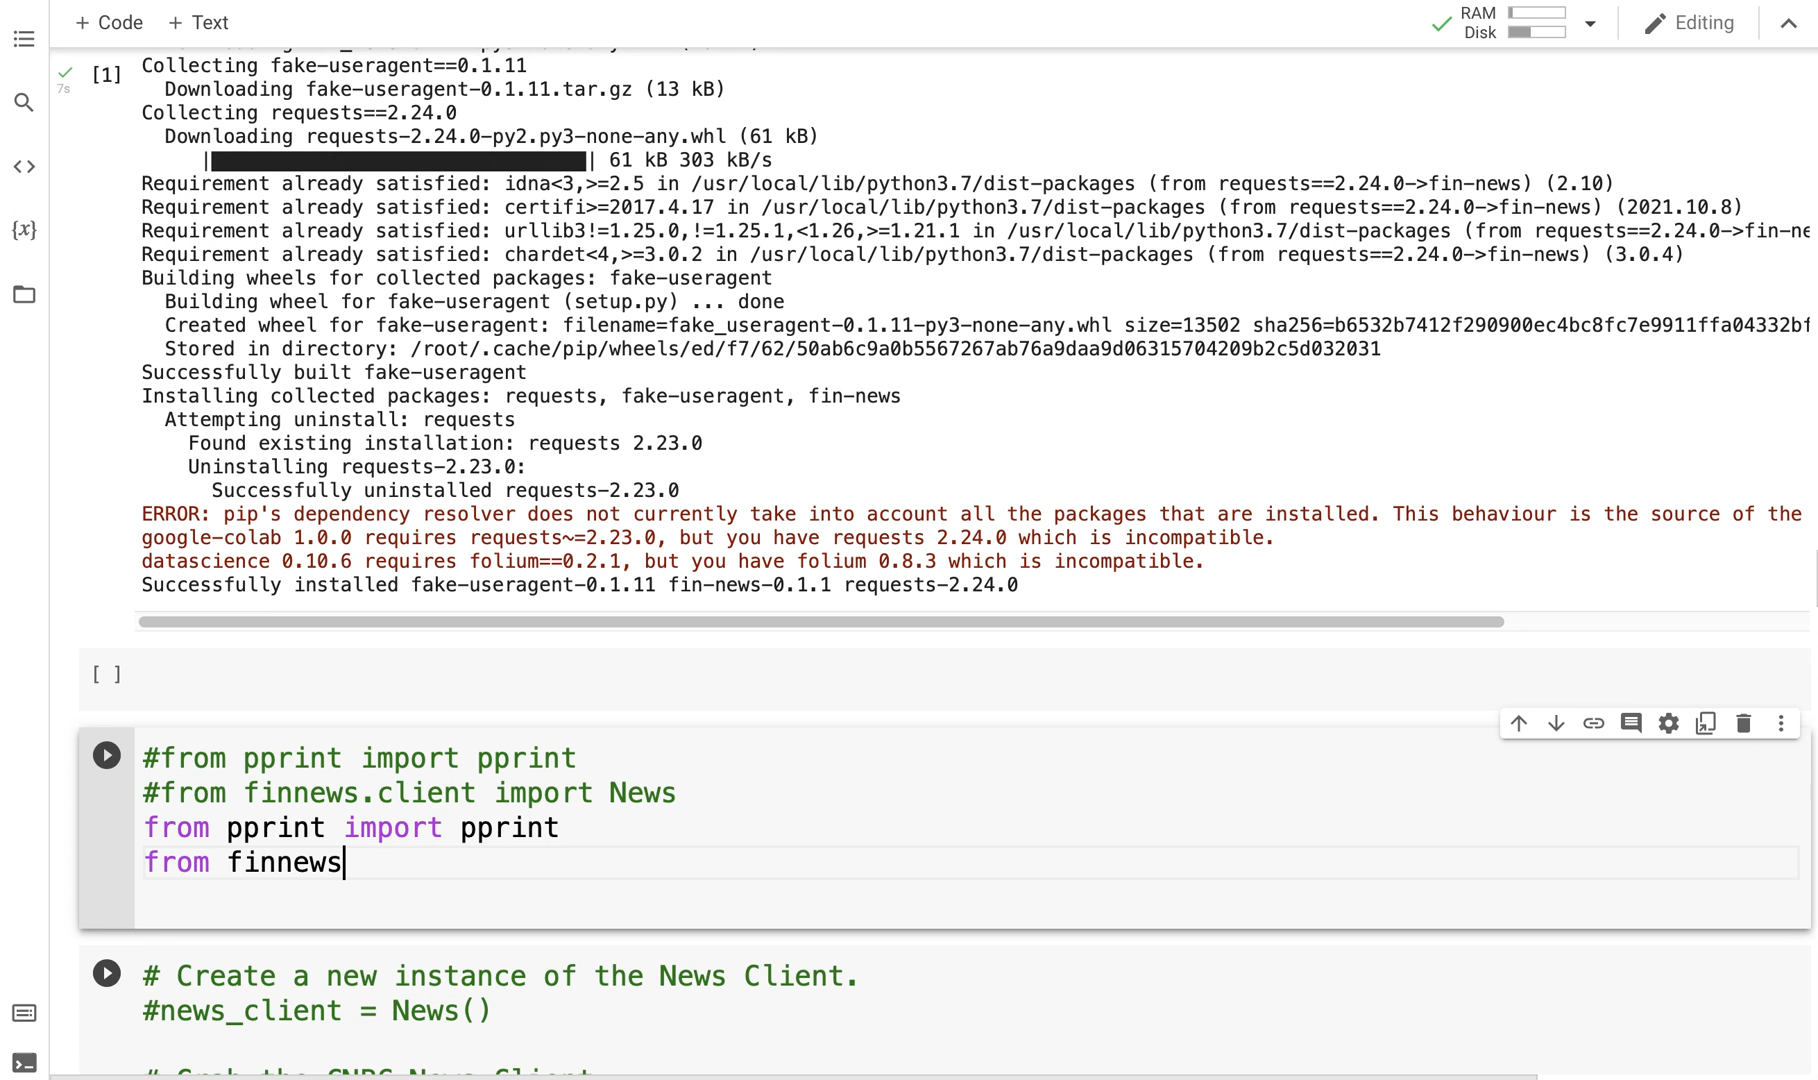 + Code + Text
RAM
Disk
Editing
[1]
7s
Collecting fake-useragent==0.1.11
Downloading fake-useragent-0.1.11.tar.gz (13 kB)
Collecting requests==2.24.0
Downloading requests-2.24.0-py2.py3-none-any.whl (61 kB)
|████████████████████████████████| 61 kB 303 kB/s
Requirement already satisfied: idna<3,>=2.5 in /usr/local/lib/python3.7/dist-packages (from requests==2.24.0->fin-news) (2.10)
Requirement already satisfied: certifi>=2017.4.17 in /usr/local/lib/python3.7/dist-packages (from requests==2.24.0->fin-news) (2021.10.8)
Requirement already satisfied: urllib3!=1.25.0,!=1.25.1,<1.26,>=1.21.1 in /usr/local/lib/python3.7/dist-packages (from requests==2.24.0->fin-ne
Requirement already satisfied: chardet<4,>=3.0.2 in /usr/local/lib/python3.7/dist-packages (from requests==2.24.0->fin-news) (3.0.4)
Building wheels for collected packages: fake-useragent
Building wheel for fake-useragent (setup.py) ... done
Created wheel for fake-useragent: filename=fake_useragent-0.1.11-py3-none-any.whl size=13502 sha256=b6532b7412f290900ec4bc8fc7e9911ffa04332bf
Stored in directory: /root/.cache/pip/wheels/ed/f7/62/50ab6c9a0b5567267ab76a9daa9d06315704209b2c5d032031
Successfully built fake-useragent
Installing collected packages: requests, fake-useragent, fin-news
Attempting uninstall: requests
Found existing installation: requests 2.23.0
Uninstalling requests-2.23.0:
Successfully uninstalled requests-2.23.0
ERROR: pip's dependency resolver does not currently take into account all the packages that are installed. This behaviour is the source of the
google-colab 1.0.0 requires requests~=2.23.0, but you have requests 2.24.0 which is incompatible.
datascience 0.10.6 requires folium==0.2.1, but you have folium 0.8.3 which is incompatible.
Successfully installed fake-useragent-0.1.11 fin-news-0.1.1 requests-2.24.0
[ ]
#from pprint import pprint
#from finnews.client import News
from pprint import pprint
from finnews
# Create a new instance of the News Client.
#news_client = News()
# Grab the CNBC News Client
{x}